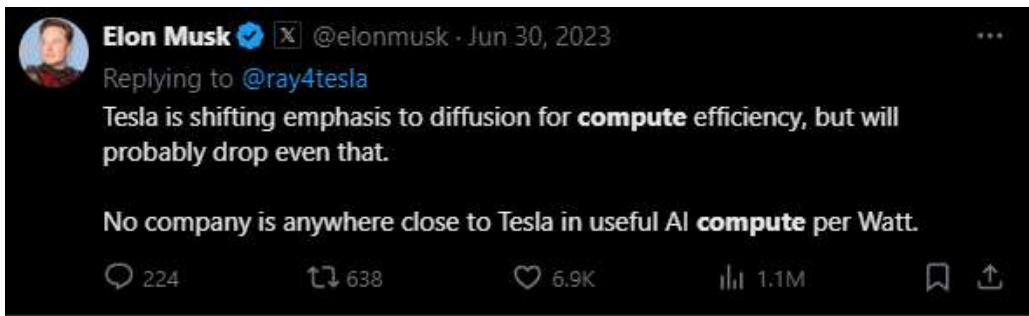 Elon Musk 𝕏 @elonmusk · Jun 30, 2023
Replying to @ray4tesla
Tesla is shifting emphasis to diffusion for compute efficiency, but will
probably drop even that.
No company is anywhere close to Tesla in useful AI compute per Watt.
224 638 6.9K 1.1M